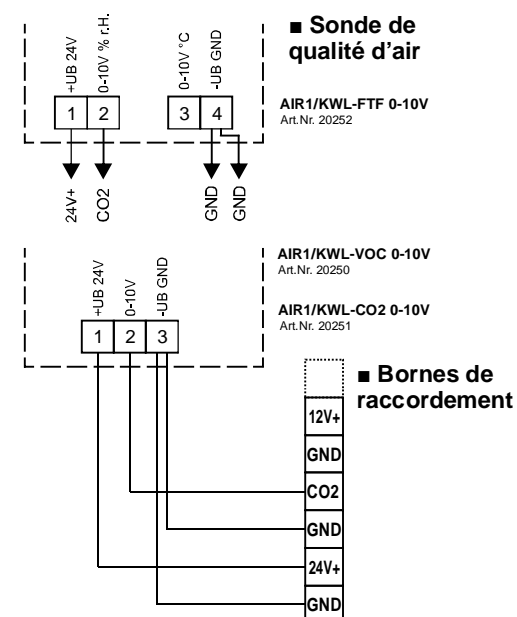 ■ Sonde de
qualité d'air
+UB 24V
0-10V % r.H.
0-10V °C
-UB GND
1 2 3 4
AIR1/KWL-FTF 0-10V
Art.Nr. 20252
24V+
CO2
GND
GND
AIR1/KWL-VOC 0-10V
Art.Nr. 20250
AIR1/KWL-CO2 0-10V
Art.Nr. 20251
+UB 24V
0-10V
-UB GND
1 2 3
■ Bornes de
raccordement
12V+
GND
CO2
GND
24V+
GND